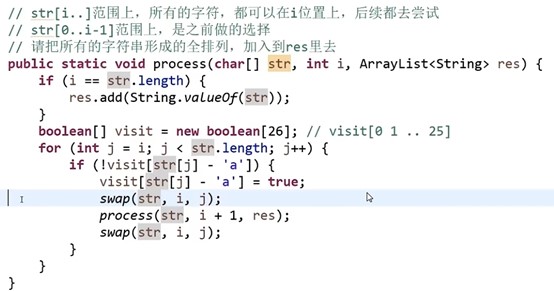 // str[i..]范围上，所有的字符，都可以在i位置上，后续都去尝试
// str[0..i-1]范围上，是之前做的选择
// 请把所有的字符串形成的全排列，加入到res里去
public static void process(char[] str, int i, ArrayList<String> res) {
    if (i == str.length) {
        res.add(String.valueOf(str));
    }
    boolean[] visit = new boolean[26]; // visit[0 1 .. 25]
    for (int j = i; j < str.length; j++) {
        if (!visit[str[j] - 'a']) {
            visit[str[j] - 'a'] = true;
            swap(str, i, j);
            process(str, i + 1, res);
            swap(str, i, j);
        }
    }
}